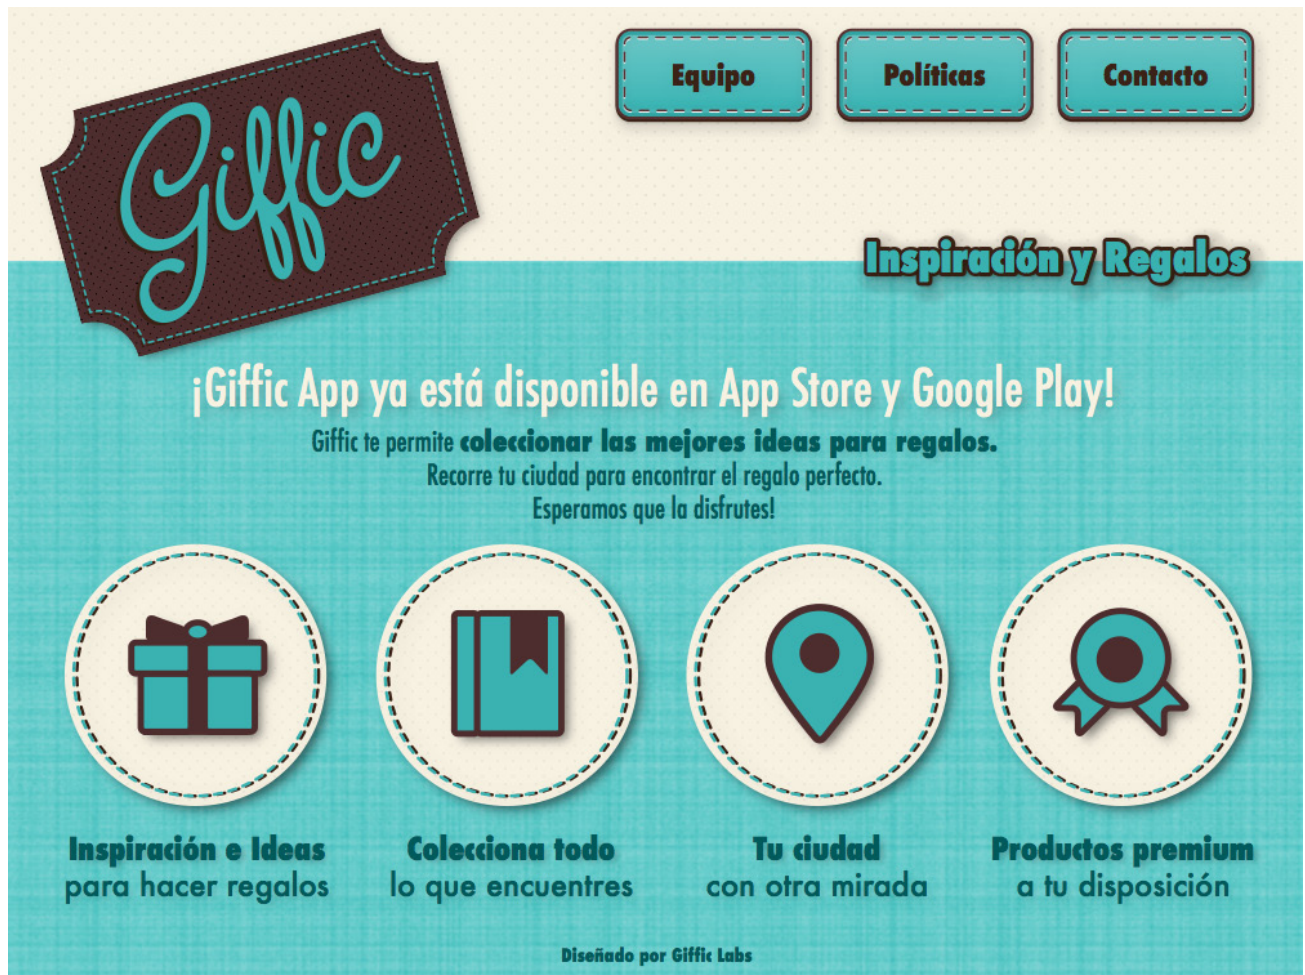 Giffic
Equipo
Políticas
Contacto
Inspiración y Regalos
¡Giffic App ya está disponible en App Store y Google Play!
Giffic te permite coleccionar las mejores ideas para regalos.
Recorre tu ciudad para encontrar el regalo perfecto.
Esperamos que la disfrutes!
Inspiración e Ideas
para hacer regalos
Colecciona todo
lo que encuentres
Tu ciudad
con otra mirada
Productos premium
a tu disposición
Diseñado por Giffic Labs